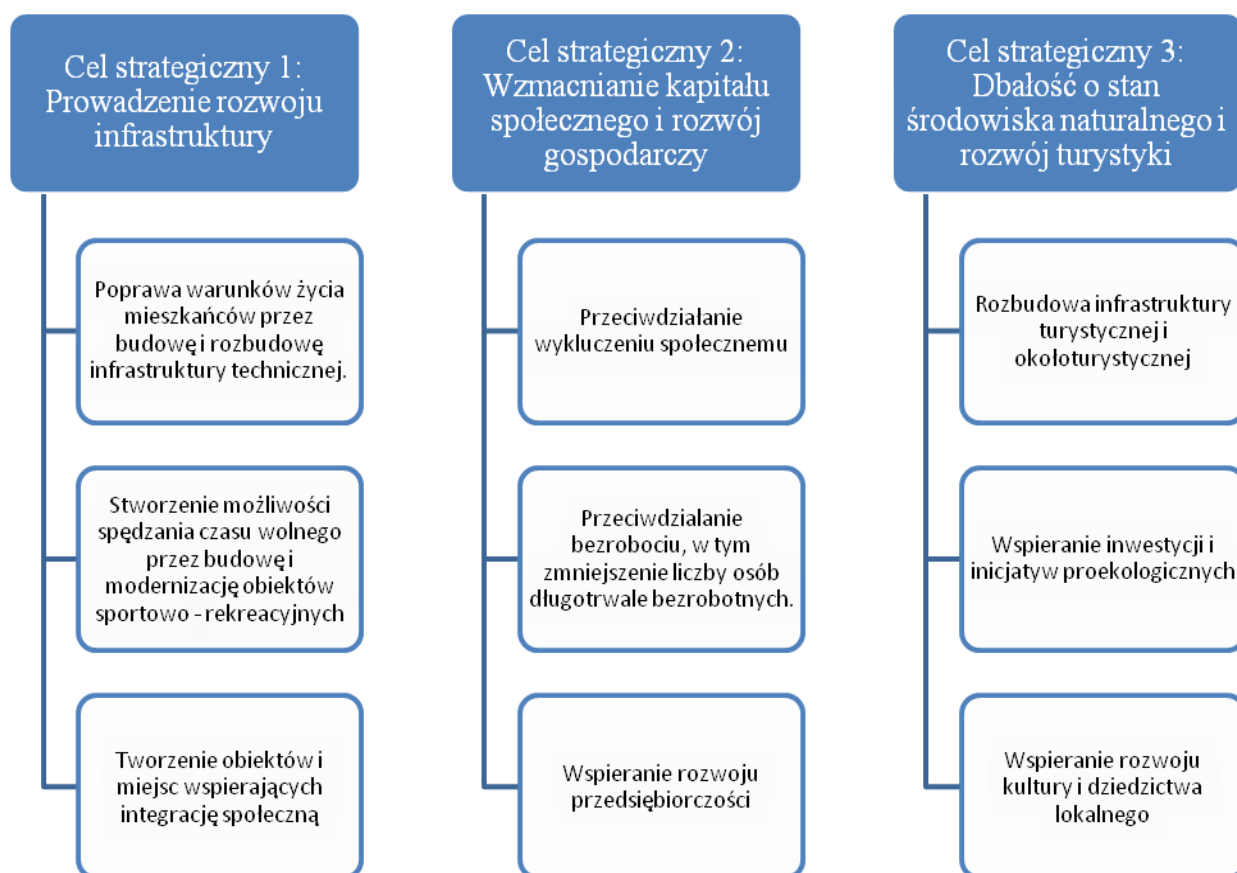 Cel strategiczny 1:
Prowadzenie rozwoju
infrastruktury
Poprawa warunków życia
mieszkańców przez
budowę i rozbudowę
infrastruktury technicznej.
Stworzenie możliwości
spędzania czasu wolnego
przez budowę i
modernizację obiektów
sportowo - rekreacyjnych
Tworzenie obiektów i
miejsc wspierających
integrację społeczną
Cel strategiczny 2:
Wzmacnianie kapitału
społecznego i rozwój
gospodarczy
Przeciwdziałanie
wykluczeniu społecznemu
Przeciwdzialanie
bezrobociu, w tym
zmniejszenie liczby osób
długotrwale bezrobotnych.
Wspieranie rozwoju
przedsiębiorczości
Cel strategiczny 3:
Dbałość o stan
środowiska naturalnego i
rozwój turystyki
Rozbudowa infrastruktury
turystycznej i
okołoturystycznej
Wspieranie inwestycji i
inicjatyw proekologicznych
Wspieranie rozwoju
kultury i dziedzictwa
lokalnego